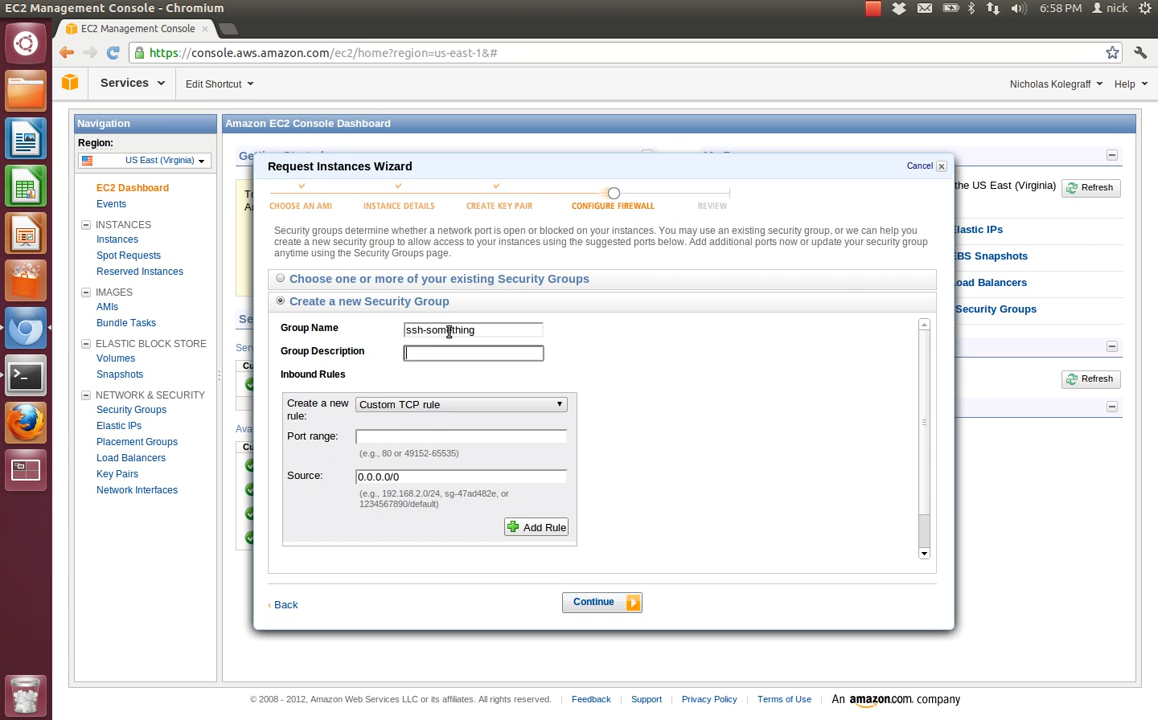 EC2 Management Console - Chromium
6:58 PM
nick
EC2 Management Console
https://console.aws.amazon.com/ec2/home?region=us-east-1&#
Services
Edit Shortcut
Nicholas Kolegraff
Help
Navigation
Region:
US East (Virginia)
EC2 Dashboard
Events
INSTANCES
Instances
Spot Requests
Reserved Instances
IMAGES
AMIs
Bundle Tasks
ELASTIC BLOCK STORE
Volumes
Snapshots
NETWORK & SECURITY
Security Groups
Elastic IPs
Placement Groups
Load Balancers
Key Pairs
Network Interfaces
Amazon EC2 Console Dashboard
the US East (Virginia)
Refresh
Elastic IPs
EBS Snapshots
Load Balancers
Security Groups
Refresh
Request Instances Wizard
Cancel
CHOOSE AN AMI
INSTANCE DETAILS
CREATE KEY PAIR
CONFIGURE FIREWALL
REVIEW
Security groups determine whether a network port is open or blocked on your instances. You may use an existing security group, or we can help you
create a new security group to allow access to your instances using the suggested ports below. Add additional ports now or update your security group
anytime using the Security Groups page.
Choose one or more of your existing Security Groups
Create a new Security Group
Group Name
ssh-something
Group Description
Inbound Rules
Create a new
rule:
Custom TCP rule
Port range:
(e.g., 80 or 49152-65535)
Source:
0.0.0.0/0
(e.g., 192.168.2.0/24, sg-47ad482e, or
1234567890/default)
Add Rule
‹ Back
Continue
© 2008 - 2012, Amazon Web Services LLC or its affiliates. All rights reserved.
Feedback
Support
Privacy Policy
Terms of Use
An amazon.com. company